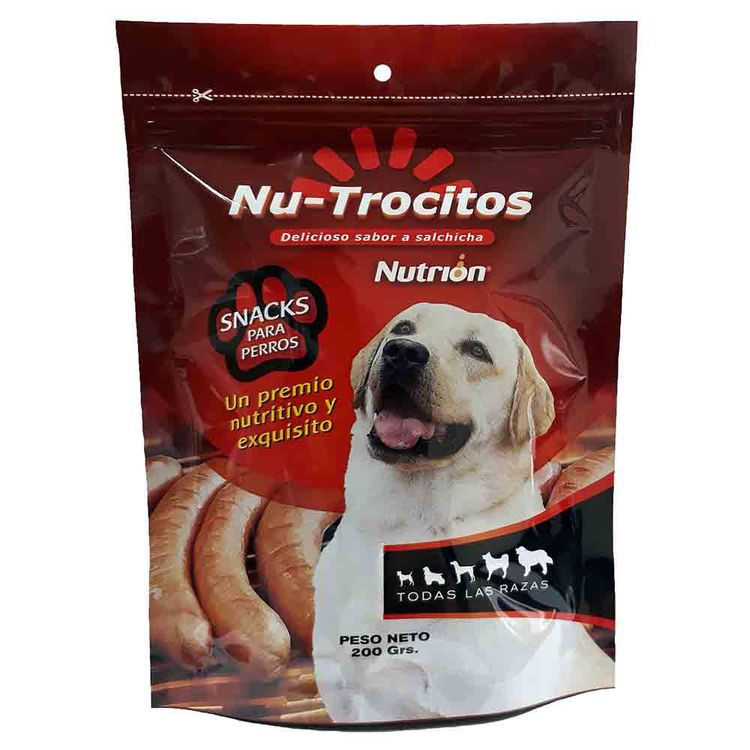 Nu-Trocitos
Delicioso sabor a salchicha
Nutrión®
SNACKS
PARA
PERROS
Un premio
nutritivo y
exquisito
TODAS LAS RAZAS
PESO NETO
200 Grs.